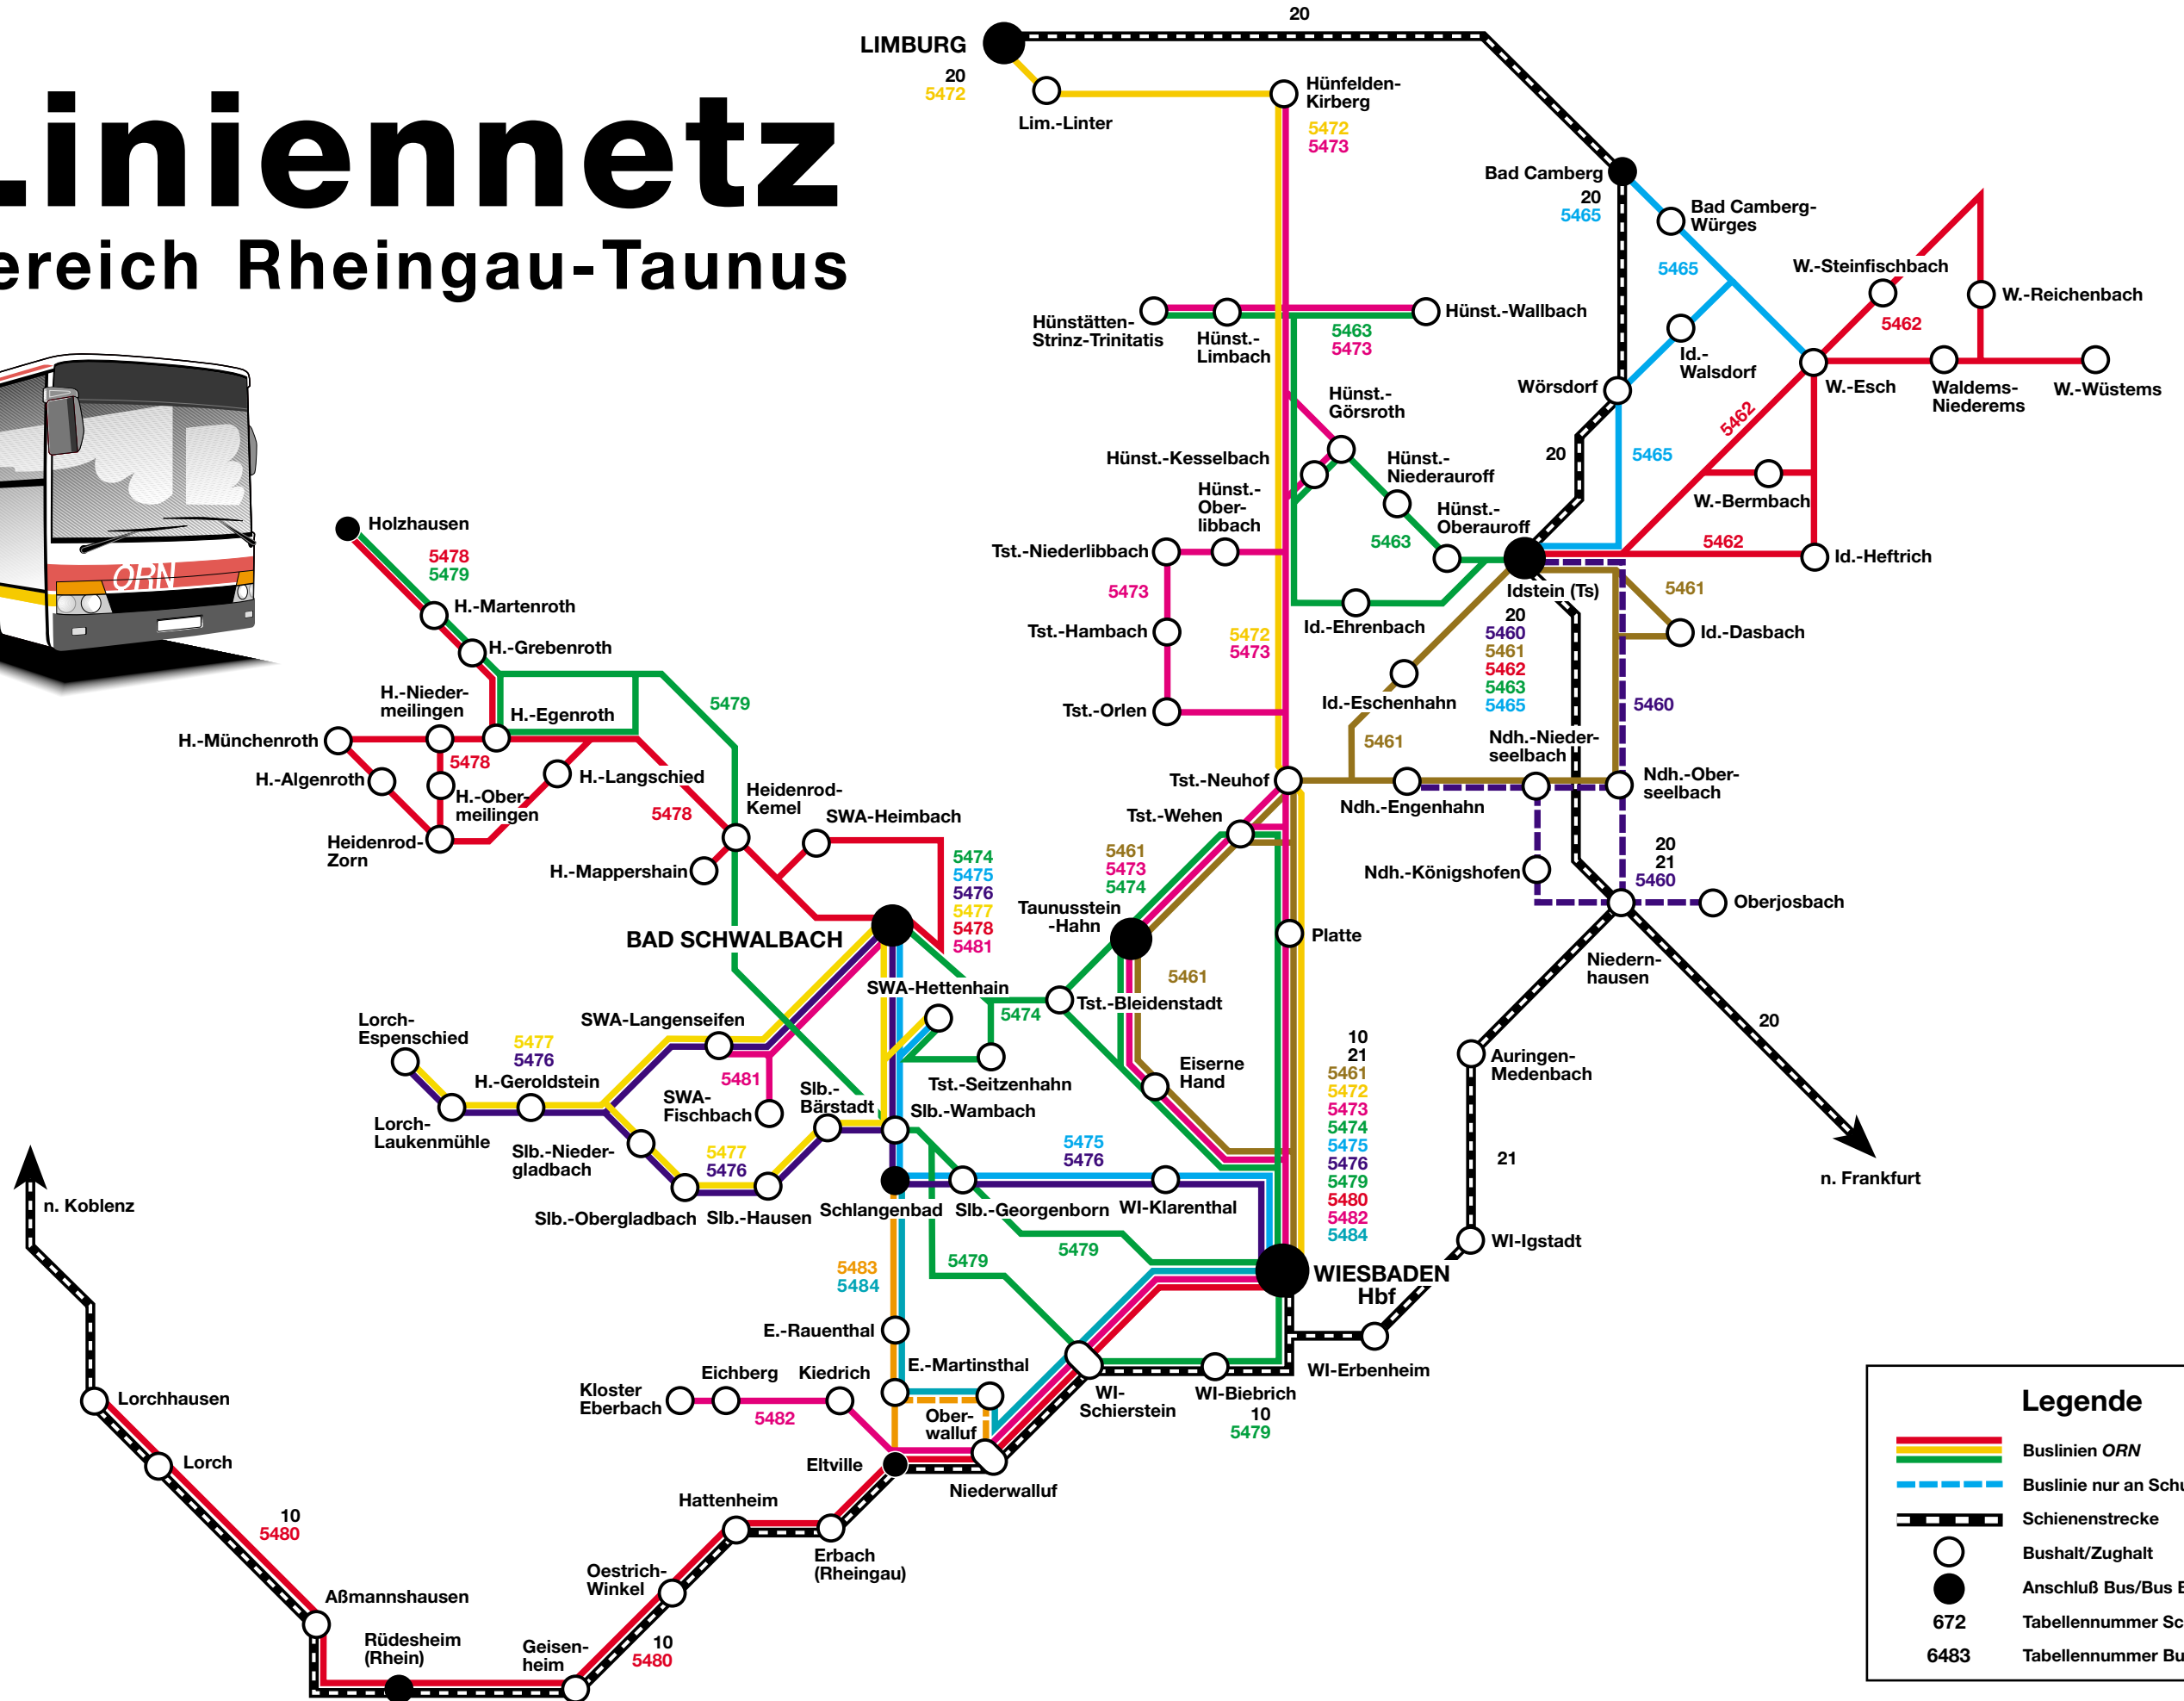 Liniennetz
ereich Rheingau-Taunus
ORN
20
LIMBURG
20
5472
Lim.-Linter
Hünfelden-
Kirberg
5472
5473
Bad Camberg
20
5465
Bad Camberg-
Würges
5465
W.-Steinfischbach
5462
W.-Reichenbach
Hünstätten-
Strinz-Trinitatis
Hünst.-
Limbach
5463
5473
Hünst.-Wallbach
Id.-
Walsdorf
Wörsdorf
W.-Esch
Waldems-
Niederems
W.-Wüstems
Hünst.-
Görsroth
5462
20
5465
Hünst.-Kesselbach
Hünst.-
Niederauroff
Hünst.-
Ober-
libbach
W.-Bermbach
Hünst.-
Oberauroff
5463
5462
Id.-Heftrich
Tst.-Niederlibbach
5473
Tst.-Hambach
5472
5473
Tst.-Orlen
Id.-Ehrenbach
Idstein (Ts)
20
5460
5461
5462
5463
5465
5461
Id.-Dasbach
Id.-Eschenhahn
5460
5461
Ndh.-Nieder-
seelbach
Ndh.-Ober-
seelbach
Tst.-Neuhof
Ndh.-Engenhahn
Tst.-Wehen
Ndh.-Königshofen
20
21
5460
Oberjosbach
Niedern-
hausen
20
n. Frankfurt
Holzhausen
5478
5479
H.-Martenroth
H.-Grebenroth
5479
H.-Nieder-
meilingen
H.-Egenroth
H.-Münchenroth
5478
H.-Algenroth
H.-Langschied
H.-Ober-
meilingen
5478
Heidenrod-
Zorn
Heidenrod-
Kemel
SWA-Heimbach
H.-Mappershain
5474
5475
5476
5477
5478
5481
BAD SCHWALBACH
5461
5473
5474
Taunusstein
-Hahn
Platte
5461
SWA-Hettenhain
Tst.-Bleidenstadt
5474
Tst.-Seitzenhahn
Eiserne
Hand
SWA-Langenseifen
Lorch-
Espenschied
5477
5476
H.-Geroldstein
5481
SWA-
Fischbach
Slb.-
Bärstadt
Slb.-Wambach
Lorch-
Laukenmühle
Slb.-Nieder-
gladbach
5477
5476
Slb.-Obergladbach
Slb.-Hausen
Schlangenbad
5475
5476
Slb.-Georgenborn
WI-Klarenthal
10
21
5461
5472
5473
5474
5475
5476
5479
5480
5482
5484
Auringen-
Medenbach
21
WI-Igstadt
5479
5479
WIESBADEN
Hbf
5483
5484
WI-Erbenheim
E.-Rauenthal
E.-Martinsthal
Kloster
Eberbach
Eichberg
Kiedrich
5482
Ober-
walluf
WI-
Schierstein
WI-Biebrich
10
5479
Eltville
Niederwalluf
n. Koblenz
Lorchhausen
Lorch
10
5480
Aßmannshausen
Rüdesheim
(Rhein)
Geisen-
heim
10
5480
Oestrich-
Winkel
Hattenheim
Erbach
(Rheingau)
Legende
Buslinien ORN
Buslinie nur an Schu
Schienenstrecke
Bushalt/Zughalt
Anschluß Bus/Bus B
672 Tabellennummer Sc
6483 Tabellennummer Bu